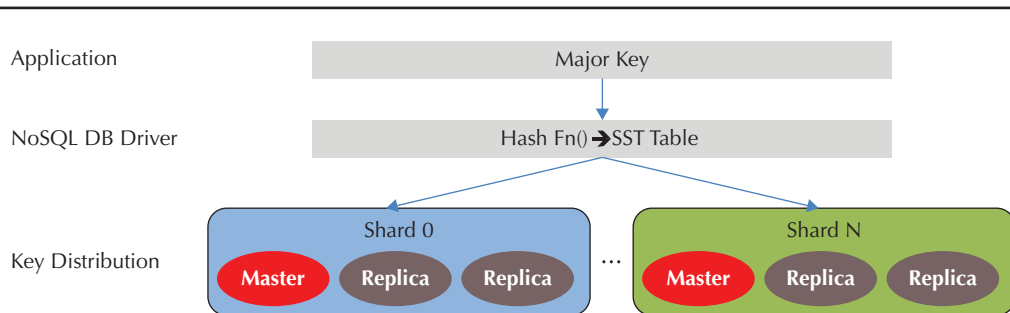 Application
Major Key
NoSQL DB Driver
Hash Fn() ➔ SST Table
Key Distribution
Shard 0
Master Replica Replica
...
Shard N
Master Replica Replica